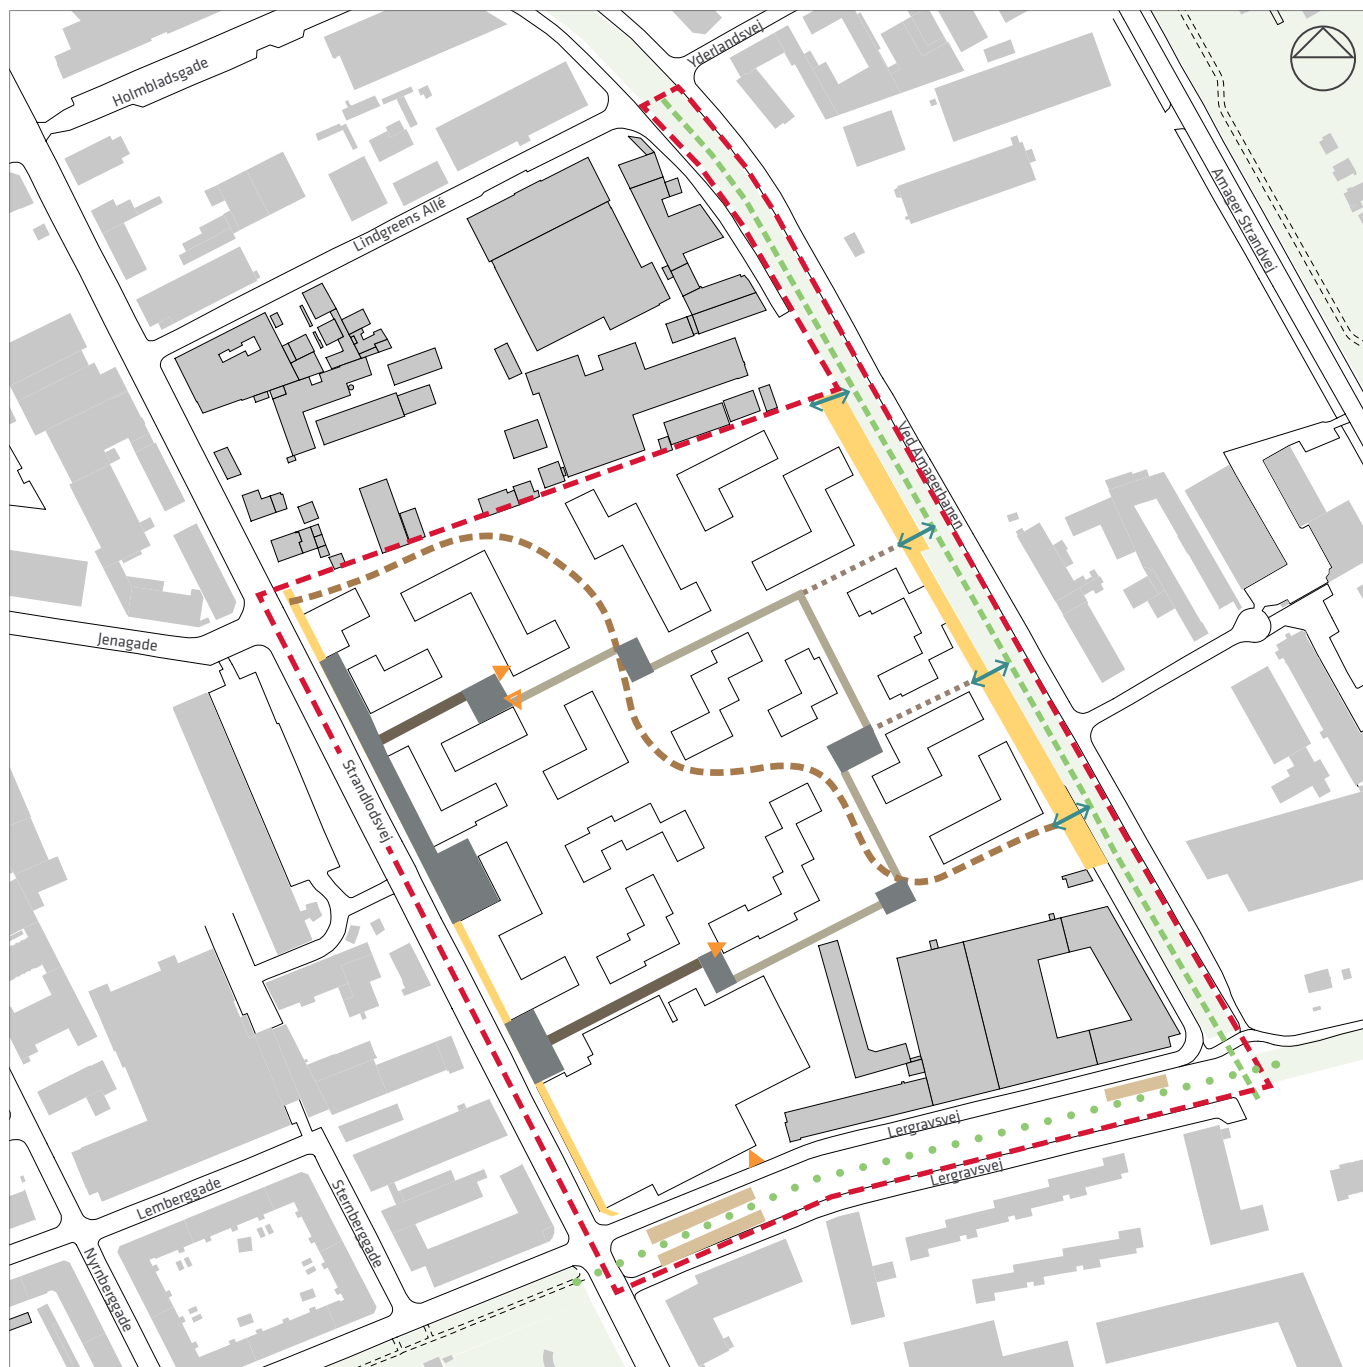 Yderlandsvej
Holmbladsgade
Lindgreens Allé
Amager Strandvej
Ved Amagerbanen
Jenagade
Strandlodsvej
Lergravsvej
Lergravsvej
Lemberggade
Sternberggade
Nyrnberggade